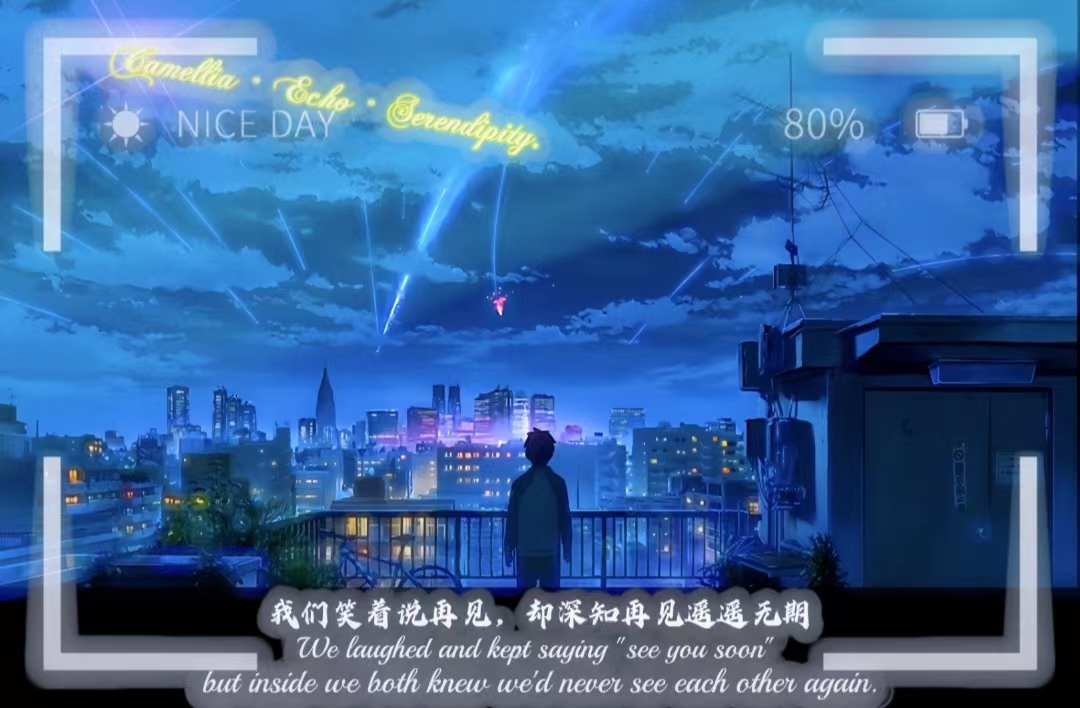 Camellia · Echo · Serendipity.
NICE DAY
80%
我们笑着说再见，却深知再见遥遥无期
We laughed and kept saying "see you soon"
but inside we both knew we'd never see each other again.